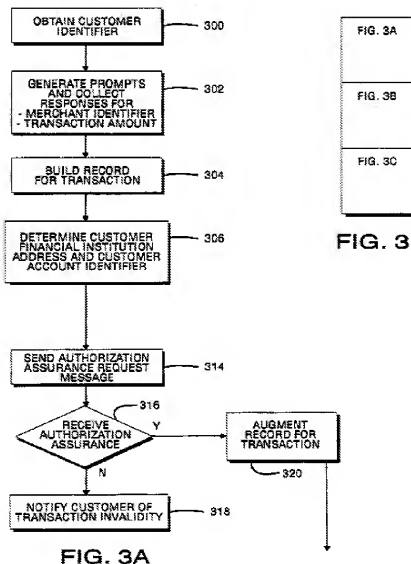 OBTAIN CUSTOMER
IDENTIFIER
300
GENERATE PROMPTS
AND COLLECT
RESPONSES FOR
- MERCHANT IDENTIFIER
- TRANSACTION AMOUNT
302
BUILD RECORD
FOR TRANSACTION
304
DETERMINE CUSTOMER
FINANCIAL INSTITUTION
ADDRESS AND CUSTOMER
ACCOUNT IDENTIFIER
306
SEND AUTHORIZATION
ASSURANCE REQUEST
MESSAGE
314
316
RECEIVE
AUTHORIZATION
ASSURANCE
Y
N
AUGMENT
RECORD FOR
TRANSACTION
320
NOTIFY CUSTOMER OF
TRANSACTION INVALIDITY
318
FIG. 3A
FIG. 3A
FIG. 3B
FIG. 3C
FIG. 3